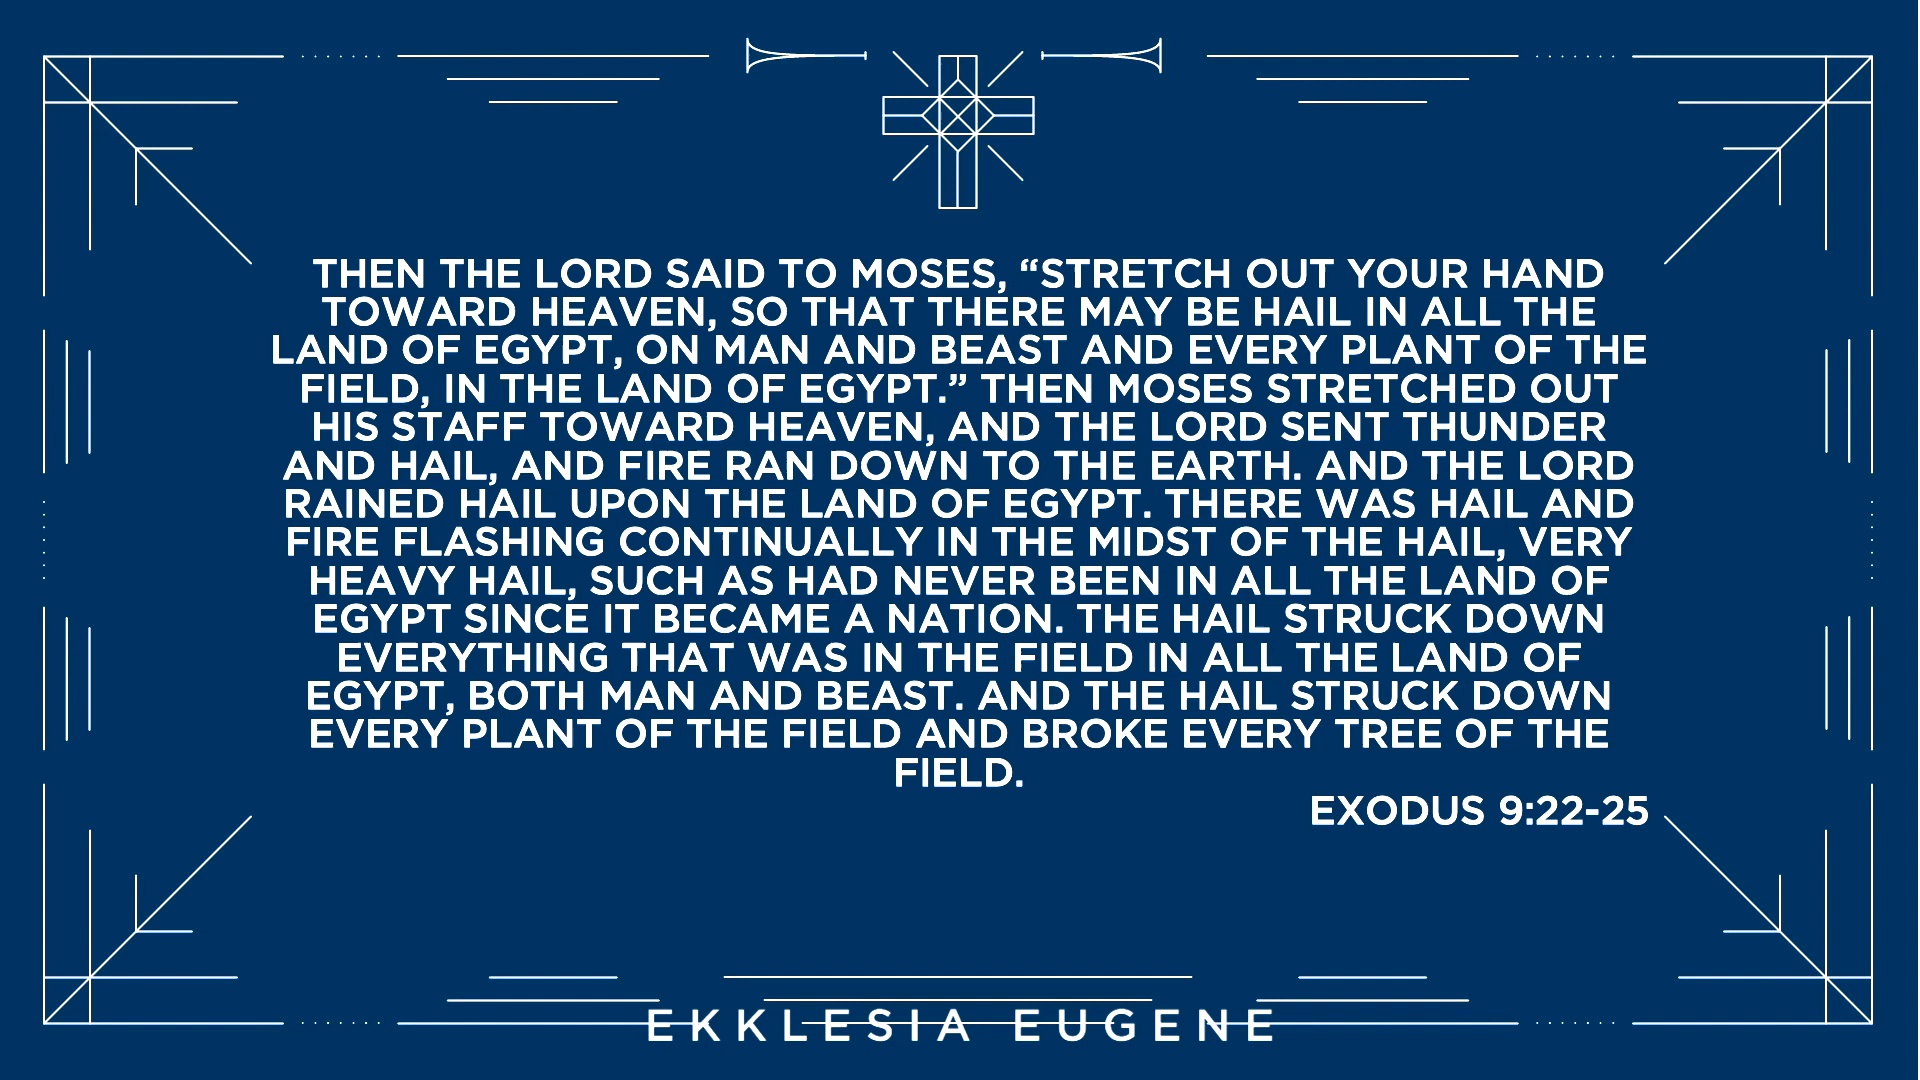 THEN THE LORD SAID TO MOSES, “STRETCH OUT YOUR HAND
TOWARD HEAVEN, SO THAT THERE MAY BE HAIL IN ALL THE
LAND OF EGYPT, ON MAN AND BEAST AND EVERY PLANT OF THE
FIELD, IN THE LAND OF EGYPT.” THEN MOSES STRETCHED OUT
HIS STAFF TOWARD HEAVEN, AND THE LORD SENT THUNDER
AND HAIL, AND FIRE RAN DOWN TO THE EARTH. AND THE LORD
RAINED HAIL UPON THE LAND OF EGYPT. THERE WAS HAIL AND
FIRE FLASHING CONTINUALLY IN THE MIDST OF THE HAIL, VERY
HEAVY HAIL, SUCH AS HAD NEVER BEEN IN ALL THE LAND OF
EGYPT SINCE IT BECAME A NATION. THE HAIL STRUCK DOWN
EVERYTHING THAT WAS IN THE FIELD IN ALL THE LAND OF
EGYPT, BOTH MAN AND BEAST. AND THE HAIL STRUCK DOWN
EVERY PLANT OF THE FIELD AND BROKE EVERY TREE OF THE
FIELD.
EXODUS 9:22-25
EKKLESIA EUGENE